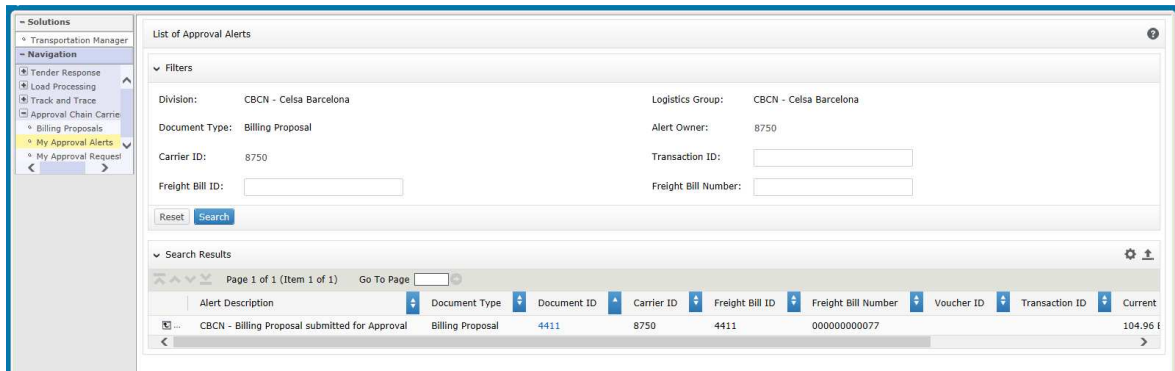 – Solutions
Transportation Manager
– Navigation
Tender Response
Load Processing
Track and Trace
Approval Chain Carrie
Billing Proposals
My Approval Alerts
My Approval Request
List of Approval Alerts
Filters
Division: CBCN - Celsa Barcelona Logistics Group: CBCN - Celsa Barcelona
Document Type: Billing Proposal Alert Owner: 8750
Carrier ID: 8750 Transaction ID:
Freight Bill ID: Freight Bill Number:
Reset Search
Search Results
Page 1 of 1 (Item 1 of 1) Go To Page
Alert Description Document Type Document ID Carrier ID Freight Bill ID Freight Bill Number Voucher ID Transaction ID Current
... CBCN - Billing Proposal submitted for Approval Billing Proposal 4411 8750 4411 000000000077 104.96 E